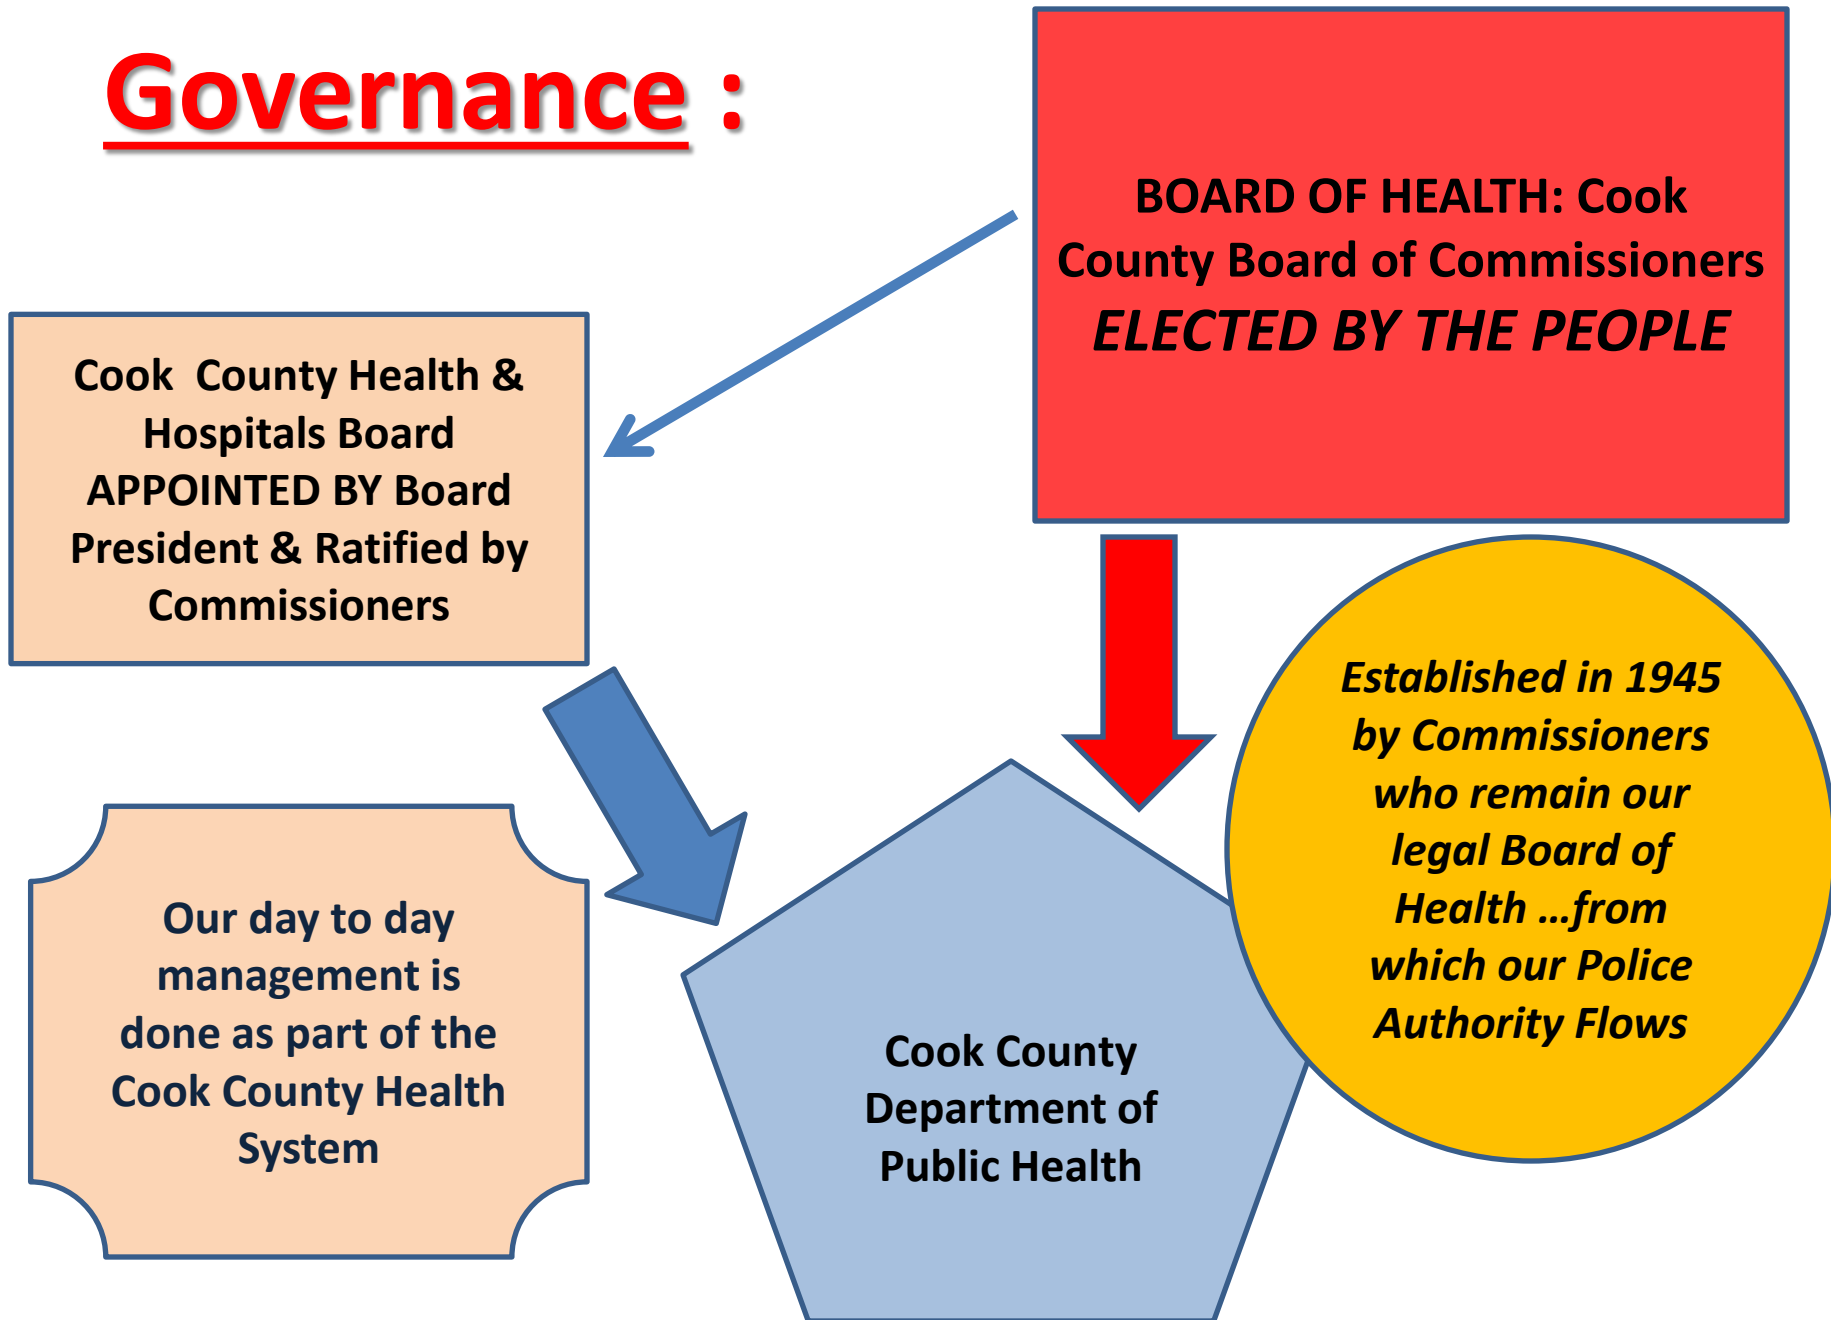 Governance :
BOARD OF HEALTH: Cook
County Board of Commissioners
ELECTED BY THE PEOPLE
Cook County Health &
Hospitals Board
APPOINTED BY Board
President & Ratified by
Commissioners
Established in 1945
by Commissioners
who remain our
legal Board of
Health ...from
which our Police
Authority Flows
Our day to day
management is
done as part of the
Cook County Health
System
Cook County
Department of
Public Health